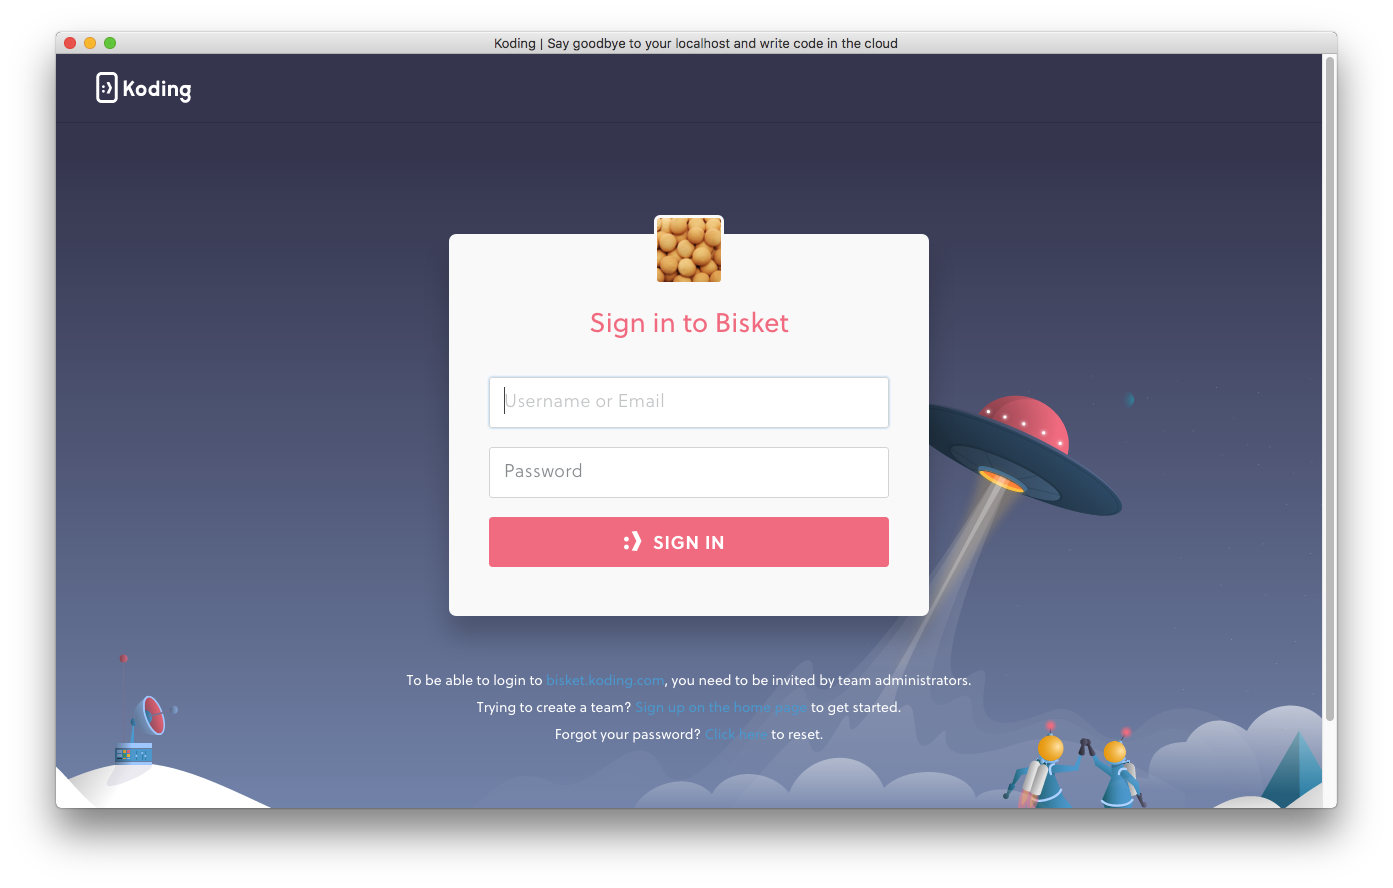 Koding | Say goodbye to your localhost and write code in the cloud
Koding
Sign in to Bisket
Username or Email
Password
SIGN IN
To be able to login to bisket.koding.com, you need to be invited by team administrators.
Trying to create a team? Sign up on the home page to get started.
Forgot your password? Click here to reset.